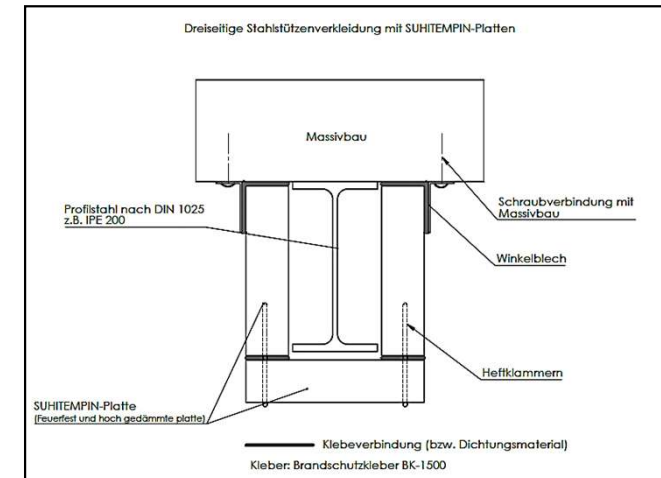 Dreiseitige Stahlstützenverkleidung mit SUHITEMPIN-Platten
Massivbau
Profilstahl nach DIN 1025
z.B. IPE 200
Schraubverbindung mit
Massivbau
Winkelblech
Heftklammern
SUHITEMPIN-Platte
(Feuerfest und hoch gedämmte platte)
Klebeverbindung (bzw. Dichtungsmaterial)
Kleber: Brandschutzkleber BK-1500